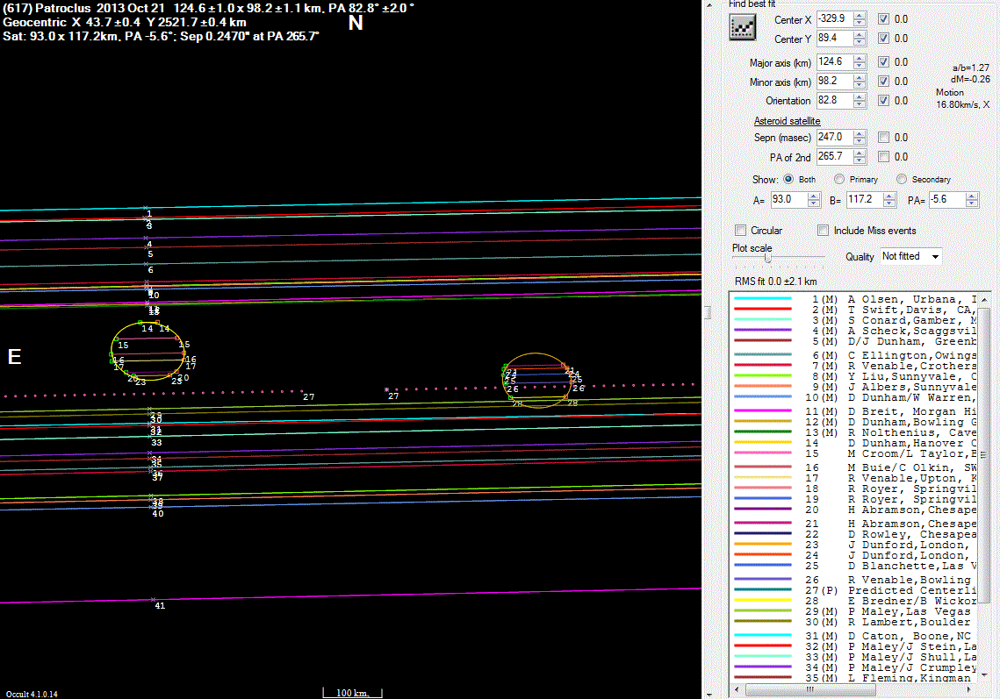 (617) Patroclus 2013 Oct 21 124.6 ±1.0 x 98.2 ±1.1 km, PA 82.8° ±2.0 °
Geocentric X 43.7 ±0.4 Y 2521.7 ±0.4 km
Sat: 93.0 x 117.2km, PA -5.6°; Sep 0.2470" at PA 265.7°
N
E
1
4
5
6
10
14 14
15 15
16 16
17 17
20 20
23 23
27 27
25
26 26
28 28
29
30
31
32
33
34
35
36
37
38
40
41
100 km.
Occult 4.1.0.14
Find best fit
Center X -329.9 0.0
Center Y 89.4 0.0
Major axis (km) 124.6 0.0
Minor axis (km) 98.2 0.0
Orientation 82.8 0.0
a/b=1.27
dM=-0.26
Motion
16.80km/s, X
Asteroid satellite
Sepn (masec) 247.0 0.0
PA of 2nd 265.7 0.0
Show: Both Primary Secondary
A= 93.0 B= 117.2 PA= -5.6
Circular Include Miss events
Plot scale
Quality Not fitted
RMS fit 0.0 ±2.1 km
1(M) A Olsen, Urbana, I
2(M) T Swift,Davis, CA,
3(M) S Conard,Gamber, M
4(M) A Scheck,Scaggsvil
5(M) D/J Dunham, Greenb
6(M) C Ellington,Owings
7(M) R Venable,Crothers
8(M) Y Liu,Sunnyvale, C
9(M) J Albers,Sunnyvale
10(M) D Dunham/W Warren,
11(M) D Breit, Morgan Hi
12(M) D Dunham,Bowling G
13(M) R Nolthenius, Cave
14 D Dunham,Hanover C
15 M Croom/L Taylor,B
16 M Buie/C Olkin, SW
17 R Venable,Upton, K
18 R Royer, Springvil
19 R Royer, Springvil
20 H Abramson,Chesape
21 H Abramson,Chesape
22 D Rowley, Chesapea
23 J Dunford,London,
24 J Dunford,London,
25 D Blanchette,Las V
26 R Venable,Bowling
27(P) Predicted Centerli
28 E Bredner/B Wickor
29(M) P Maley,Las Vegas
30(M) R Lambert,Boulder
31(M) D Caton, Boone,NC
32(M) P Maley/J Stein,La
33(M) P Maley/J Shull,La
34(M) P Maley/J Crumpley
35(M) L Fleming,Kingman